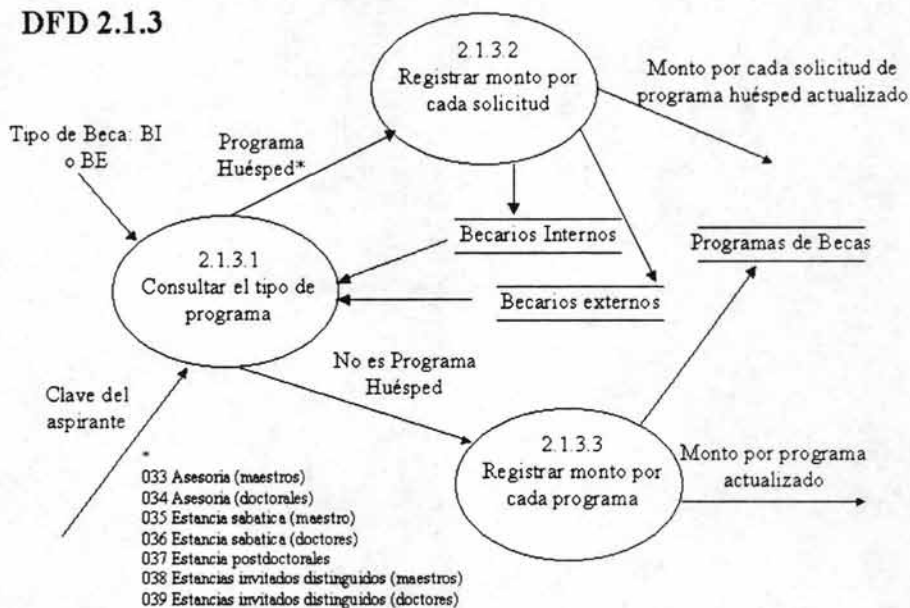 DFD 2.1.3
2.1.3.2
Registrar monto por
cada solicitud
Monto por cada solicitud de
programa huésped actualizado
Tipo de Beca: BI
o BE
Programa
Huésped*
Becarios Internos
Programas de Becas
2.1.3.1
Consultar el tipo de
programa
Becarios externos
No es Programa
Huésped
Clave del
aspirante
2.1.3.3
Registrar monto por
cada programa
Monto por programa
actualizado
*
033 Asesoria (maestros)
034 Asesoria (doctorales)
035 Estancia sabatica (maestro)
036 Estancia sabatica (doctores)
037 Estancia postdoctorales
038 Estancias invitados distinguidos (maestros)
039 Estancias invitados distinguidos (doctores)